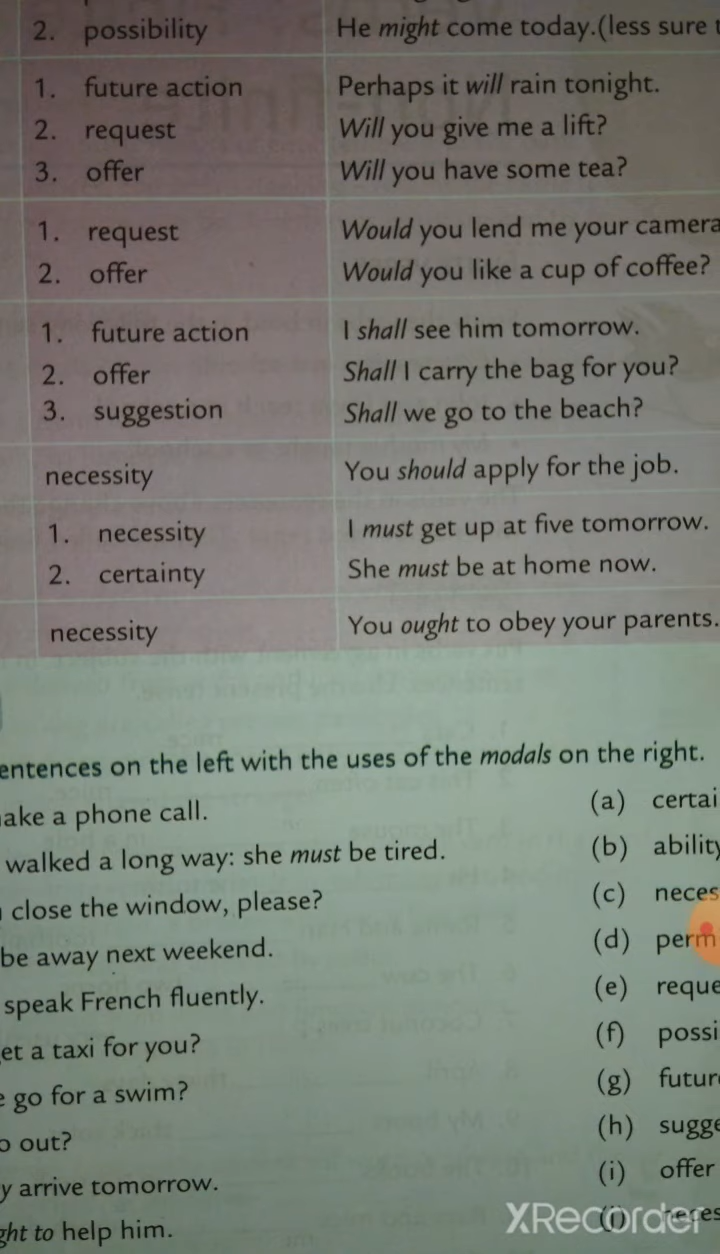 2. possibility He might come today.(less sure
1. future action Perhaps it will rain tonight.
2. request Will you give me a lift?
3. offer Will you have some tea?
1. request Would you lend me your camera
2. offer Would you like a cup of coffee?
1. future action I shall see him tomorrow.
2. offer Shall I carry the bag for you?
3. suggestion Shall we go to the beach?
necessity You should apply for the job.
1. necessity I must get up at five tomorrow.
2. certainty She must be at home now.
necessity You ought to obey your parents.
entences on the left with the uses of the modals on the right.
ake a phone call. (a) certai
walked a long way: she must be tired. (b) ability
close the window, please? (c) neces
be away next weekend. (d) perm
speak French fluently. (e) reque
et a taxi for you? (f) possi
e go for a swim? (g) futur
o out? (h) sugge
y arrive tomorrow. (i) offer
ght to help him. (j) neces
XRecorder